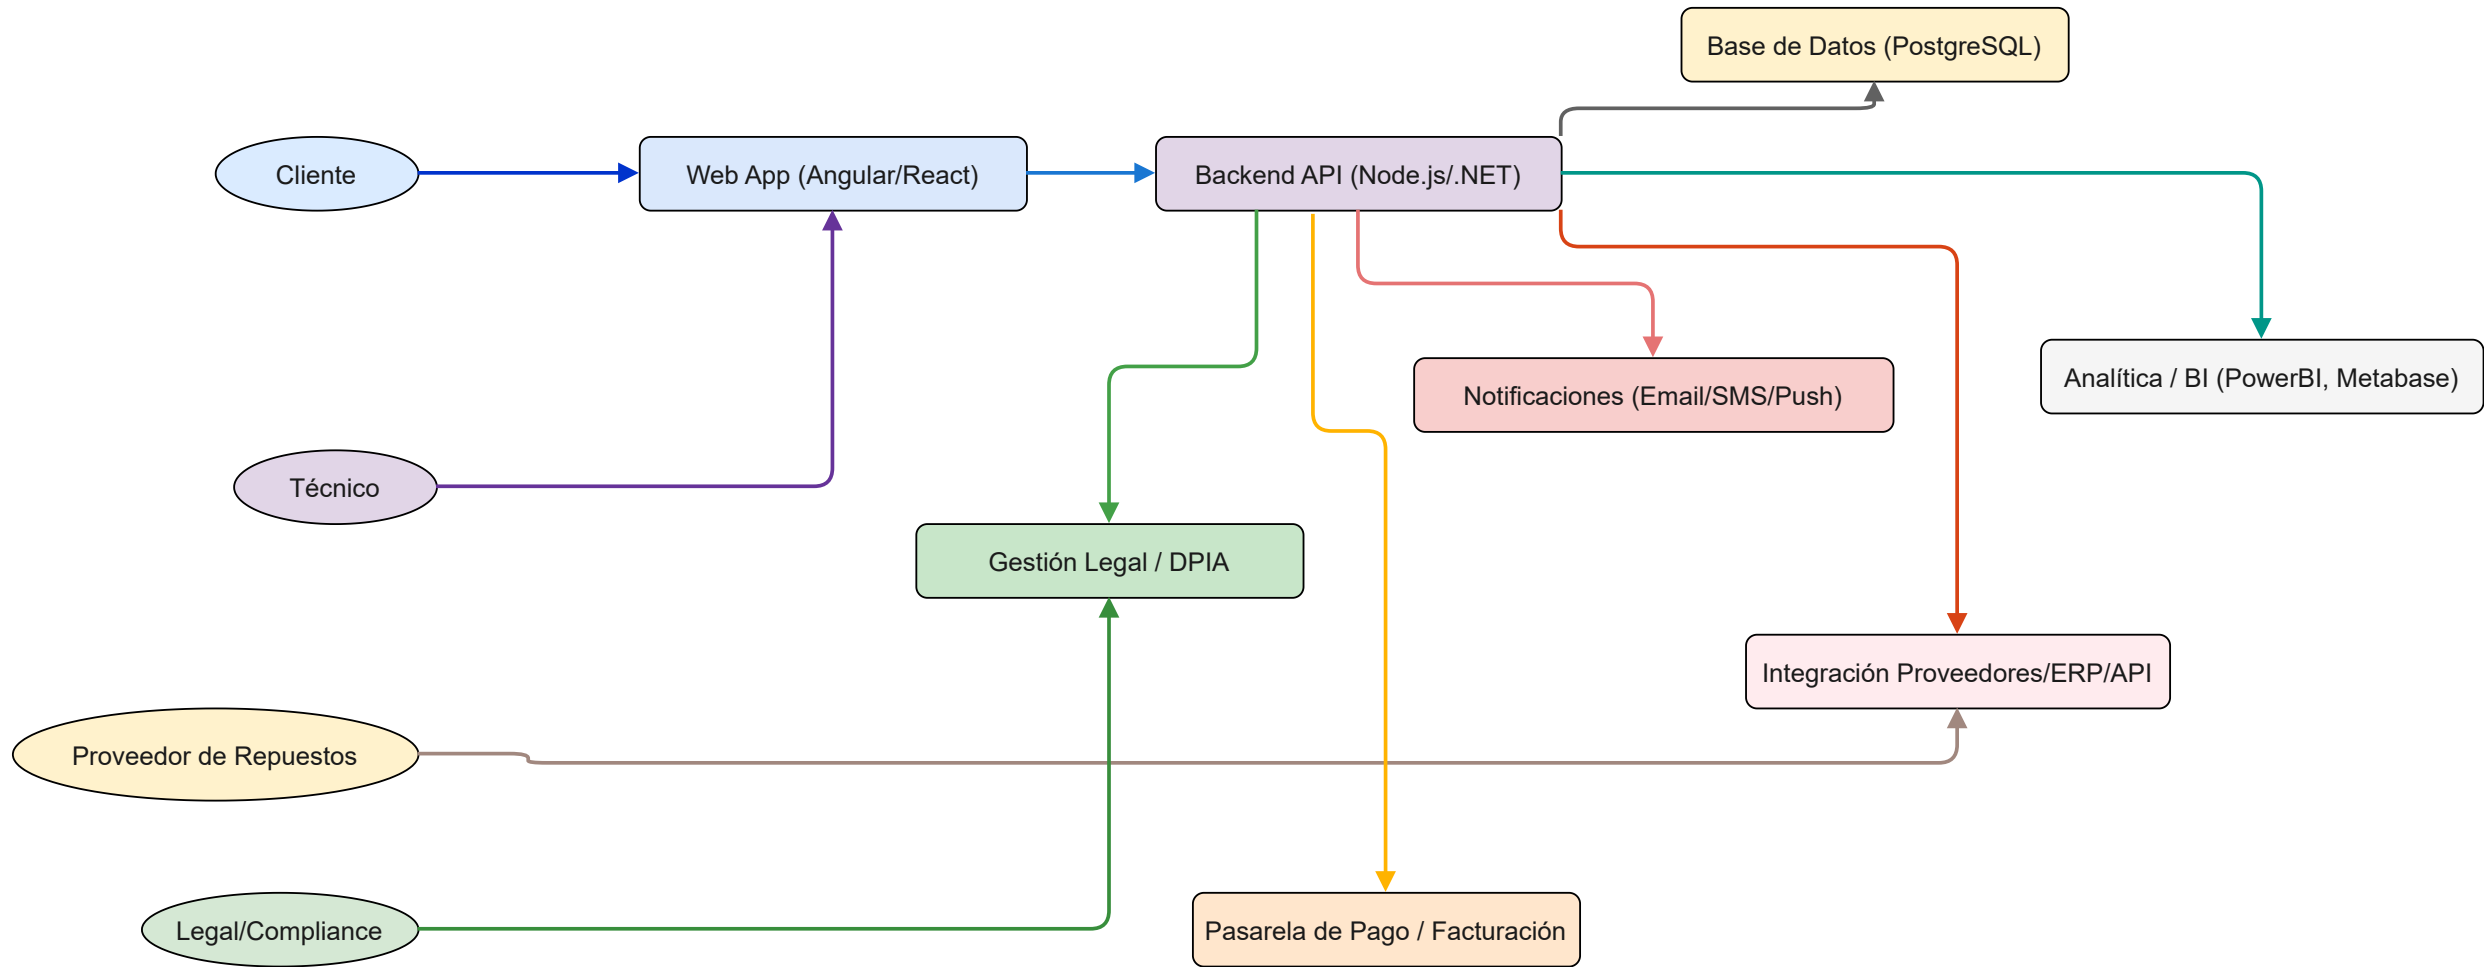 Base de Datos (PostgreSQL)
Cliente
Web App (Angular/React)
Backend API (Node.js/.NET)
Analítica / BI (PowerBI, Metabase)
Notificaciones (Email/SMS/Push)
Técnico
Gestión Legal / DPIA
Integración Proveedores/ERP/API
Proveedor de Repuestos
Legal/Compliance
Pasarela de Pago / Facturación